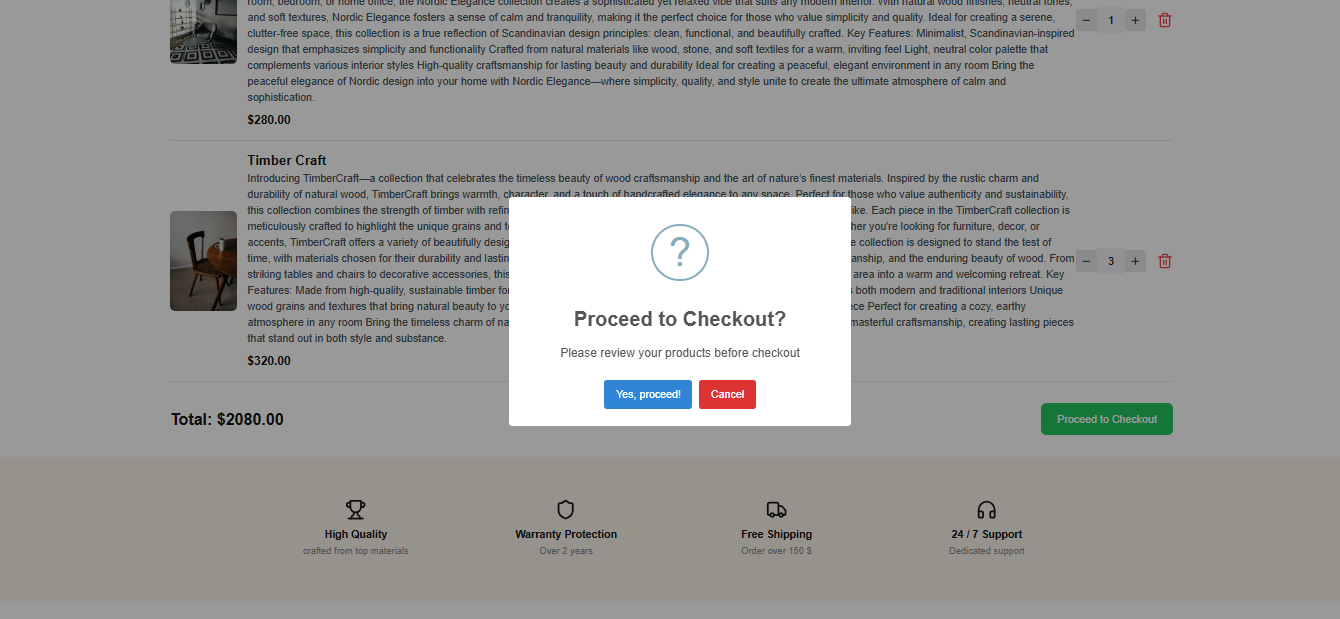 room, bedroom, or home office, the Nordic Elegance collection creates a sophisticated yet relaxed vibe that suits any modern interior. With natural wood finishes, neutral tones,
and soft textures, Nordic Elegance fosters a sense of calm and tranquility, making it the perfect choice for those who value simplicity and quality. Ideal for creating a serene,
clutter-free space, this collection is a true reflection of Scandinavian design principles: clean, functional, and beautifully crafted. Key Features: Minimalist, Scandinavian-inspired
design that emphasizes simplicity and functionality Crafted from natural materials like wood, stone, and soft textiles for a warm, inviting feel Light, neutral color palette that
complements various interior styles High-quality craftsmanship for lasting beauty and durability Ideal for creating a peaceful, elegant environment in any room Bring the
peaceful elegance of Nordic design into your home with Nordic Elegance—where simplicity, quality, and style unite to create the ultimate atmosphere of calm and
sophistication.
$280.00
− 1 +
Timber Craft
Introducing TimberCraft—a collection that celebrates the timeless beauty of wood craftsmanship and the art of nature's finest materials. Inspired by the rustic charm and
durability of natural wood, TimberCraft brings warmth, character, and a touch of handcrafted elegance to any space. Perfect for those who value authenticity and sustainability,
this collection combines the strength of timber with ike. Each piece in the TimberCraft collection is
meticulously crafted to highlight the unique grains and her you're looking for furniture, decor, or
accents, TimberCraft offers a variety of beautifully collection is designed to stand the test of
time, with materials chosen for their durability and anship, and the enduring beauty of wood. From
striking tables and chairs to decorative accessories, area into a warm and welcoming retreat. Key
Features: Made from high-quality, sustainable timber both modern and traditional interiors Unique
wood grains and textures that bring natural beauty to ece Perfect for creating a cozy, earthy
atmosphere in any room Bring the timeless charm of masterful craftsmanship, creating lasting pieces
that stand out in both style and substance.
$320.00
− 3 +
Proceed to Checkout?
Please review your products before checkout
Yes, proceed!
Cancel
Total: $2080.00
Proceed to Checkout
High Quality
crafted from top materials
Warranty Protection
Over 2 years
Free Shipping
Order over 150 $
24 / 7 Support
Dedicated support